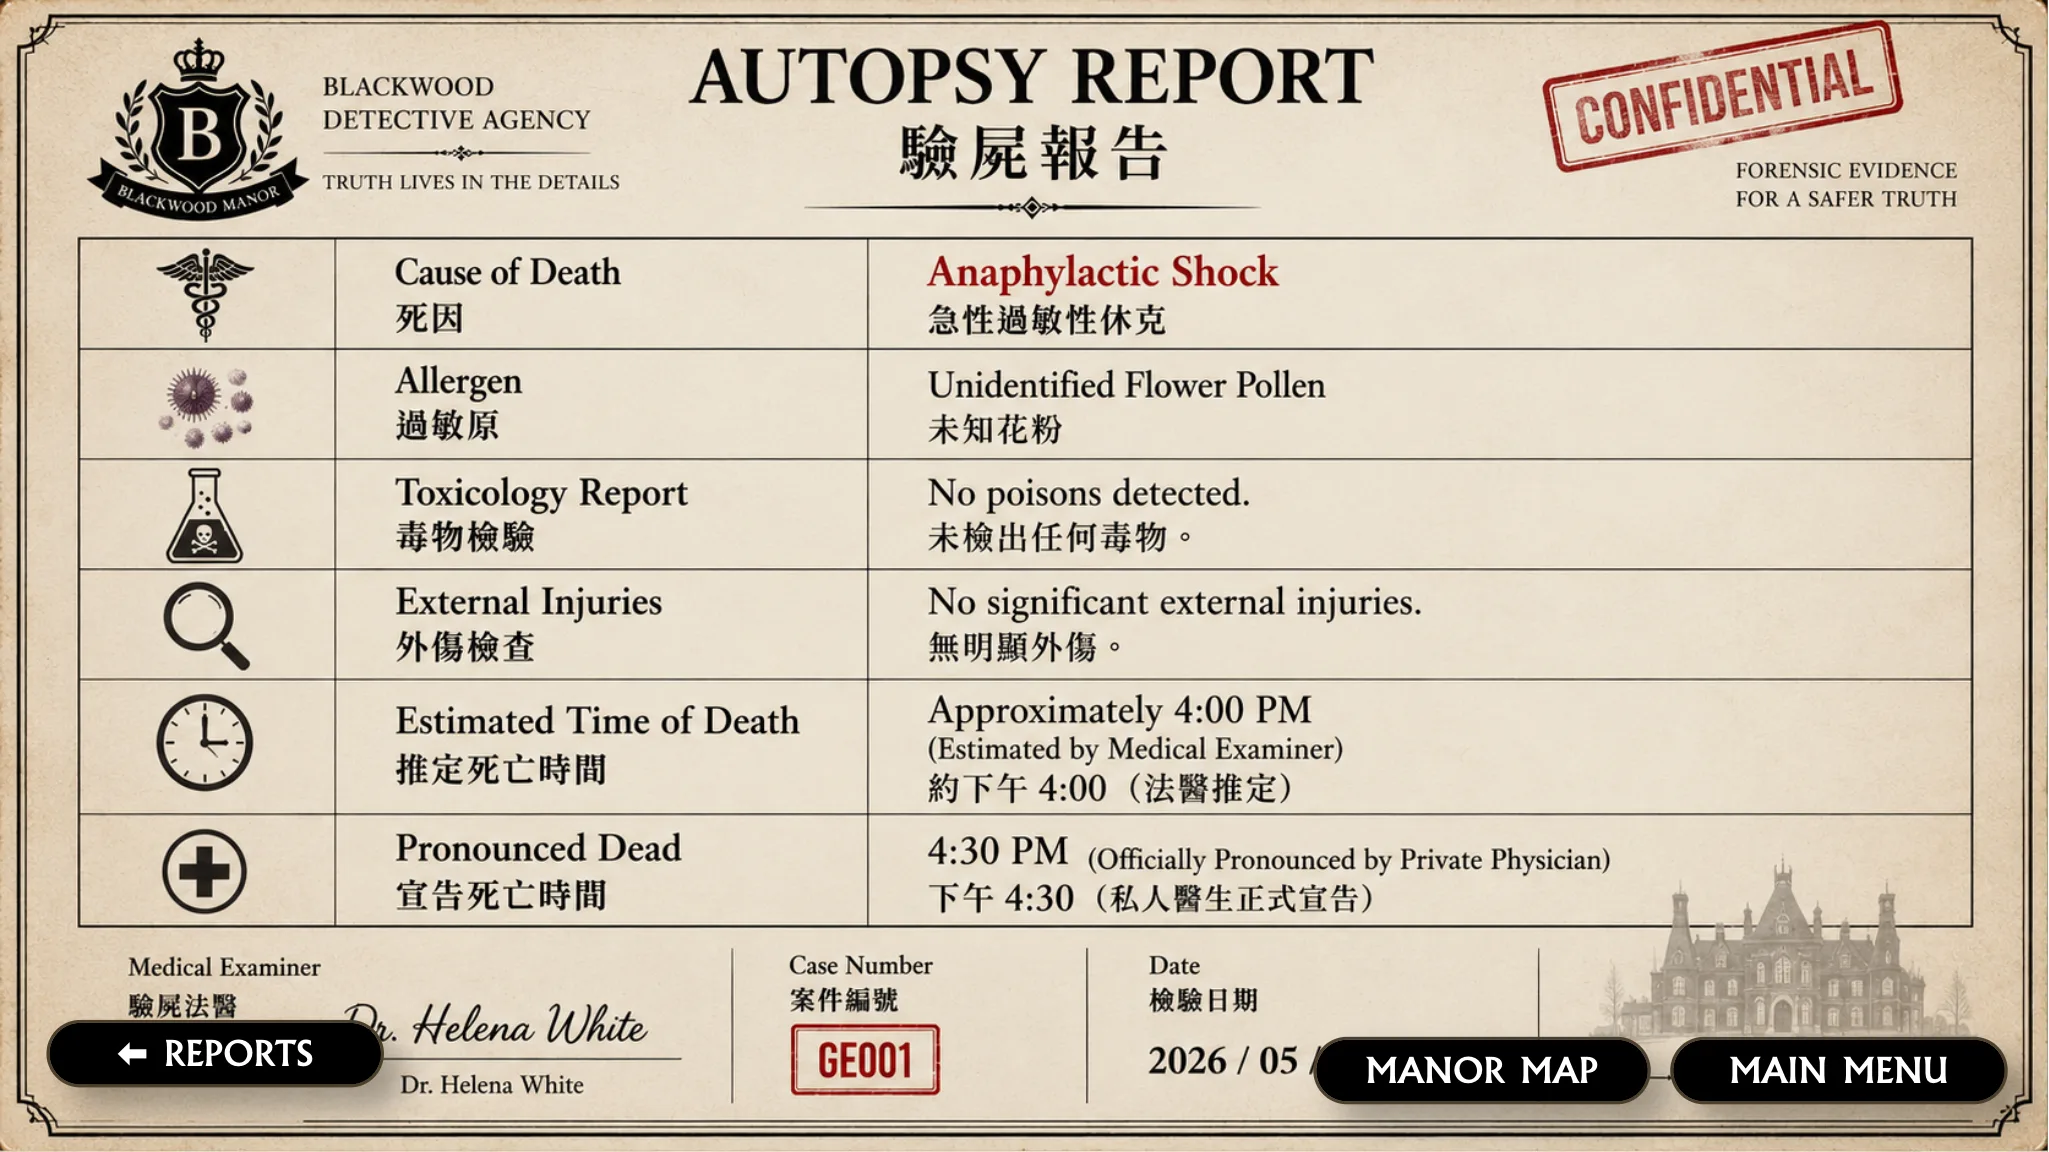 BLACKWOOD
DETECTIVE AGENCY
TRUTH LIVES IN THE DETAILS
B
BLACKWOOD MANOR
AUTOPSY REPORT
驗屍報告
CONFIDENTIAL
FORENSIC EVIDENCE
FOR A SAFER TRUTH
Cause of Death
死因
Anaphylactic Shock
急性過敏性休克
Allergen
過敏原
Unidentified Flower Pollen
未知花粉
Toxicology Report
毒物檢驗
No poisons detected.
未檢出任何毒物。
External Injuries
外傷檢查
No significant external injuries.
無明顯外傷。
Estimated Time of Death
推定死亡時間
Approximately 4:00 PM
(Estimated by Medical Examiner)
約下午 4:00（法醫推定）
Pronounced Dead
宣告死亡時間
4:30 PM (Officially Pronounced by Private Physician)
下午 4:30（私人醫生正式宣告）
Medical Examiner
驗屍法醫
Dr. Helena White
Dr. Helena White
Case Number
案件編號
GE001
Date
檢驗日期
2026 / 05 /
⬅ REPORTS
MANOR MAP
MAIN MENU